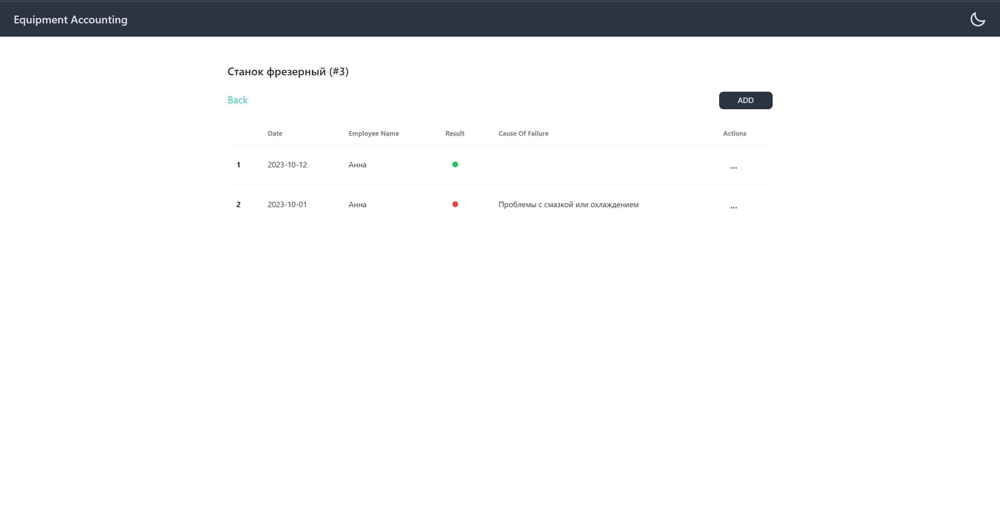 Equipment Accounting
Станок фрезерный (#3)
Back
ADD
Date Employee Name Result Cause Of Failure Actions
1 2023-10-12 Анна ...
2 2023-10-01 Анна Проблемы с смазкой или охлаждением ...